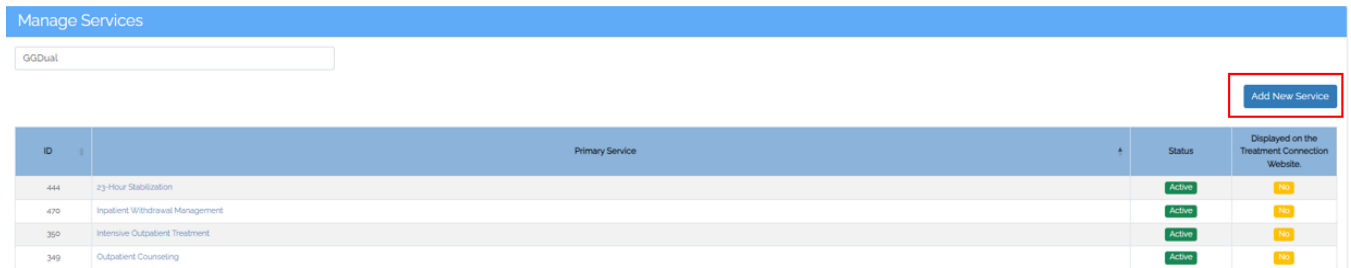 Manage Services
GGDual
Add New Service
ID Primary Service Status Displayed on the
Treatment Connection
Website.
444 23-Hour Stabilization Active No
470 Inpatient Withdrawal Management Active No
350 Intensive Outpatient Treatment Active No
349 Outpatient Counseling Active No